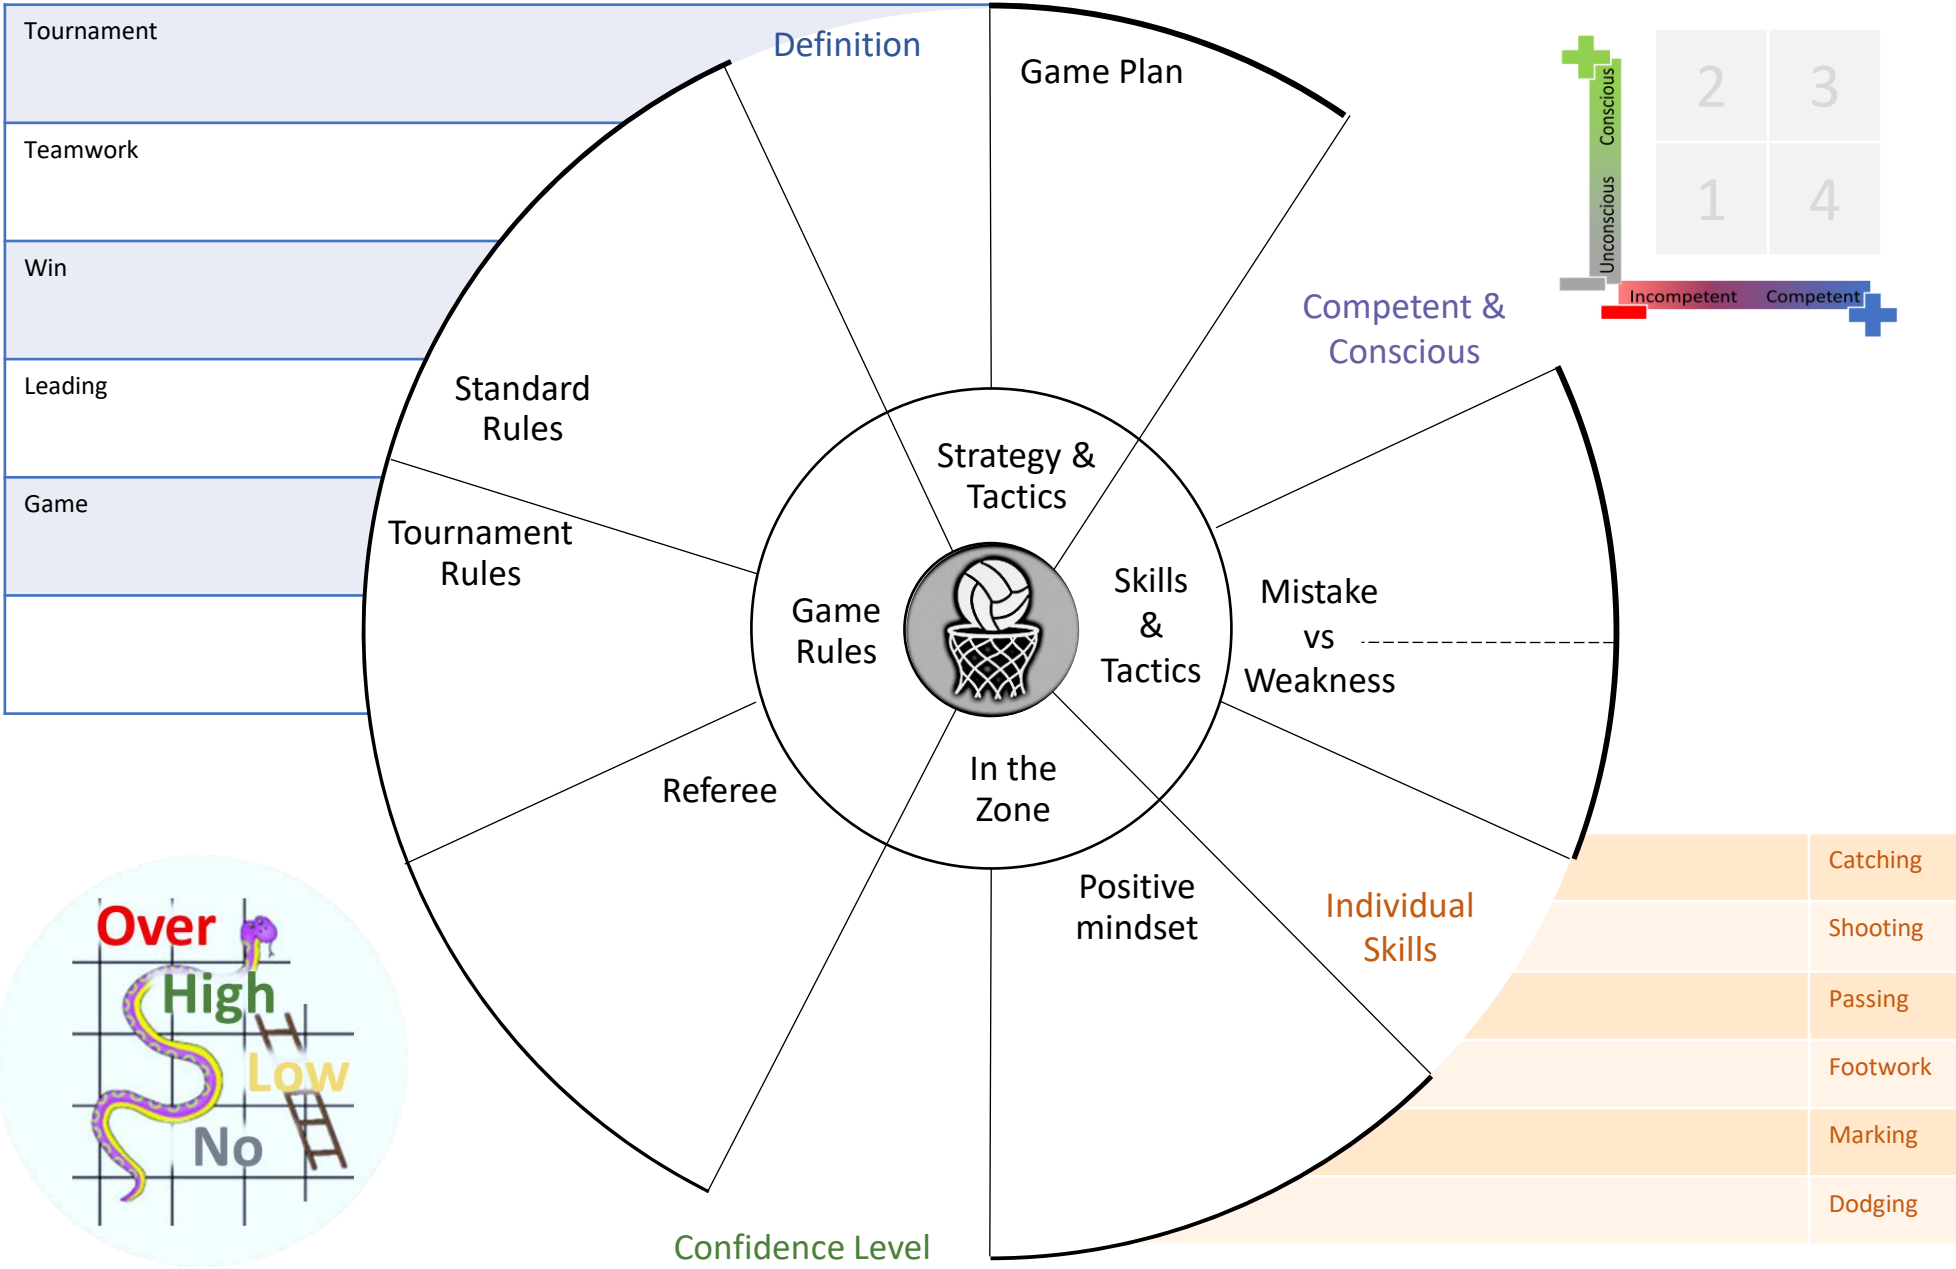 Tournament
Teamwork
Win
Leading
Game
Definition
Game Plan
Standard
Rules
Tournament
Rules
Referee
Strategy &
Tactics
Game
Rules
Skills
&
Tactics
In the
Zone
Competent &
Conscious
Mistake
vs
Weakness
Individual
Skills
Positive
mindset
Confidence Level
Conscious
Unconscious
2 3
1 4
Incompetent Competent
Catching
Shooting
Passing
Footwork
Marking
Dodging
Over
High
Low
No